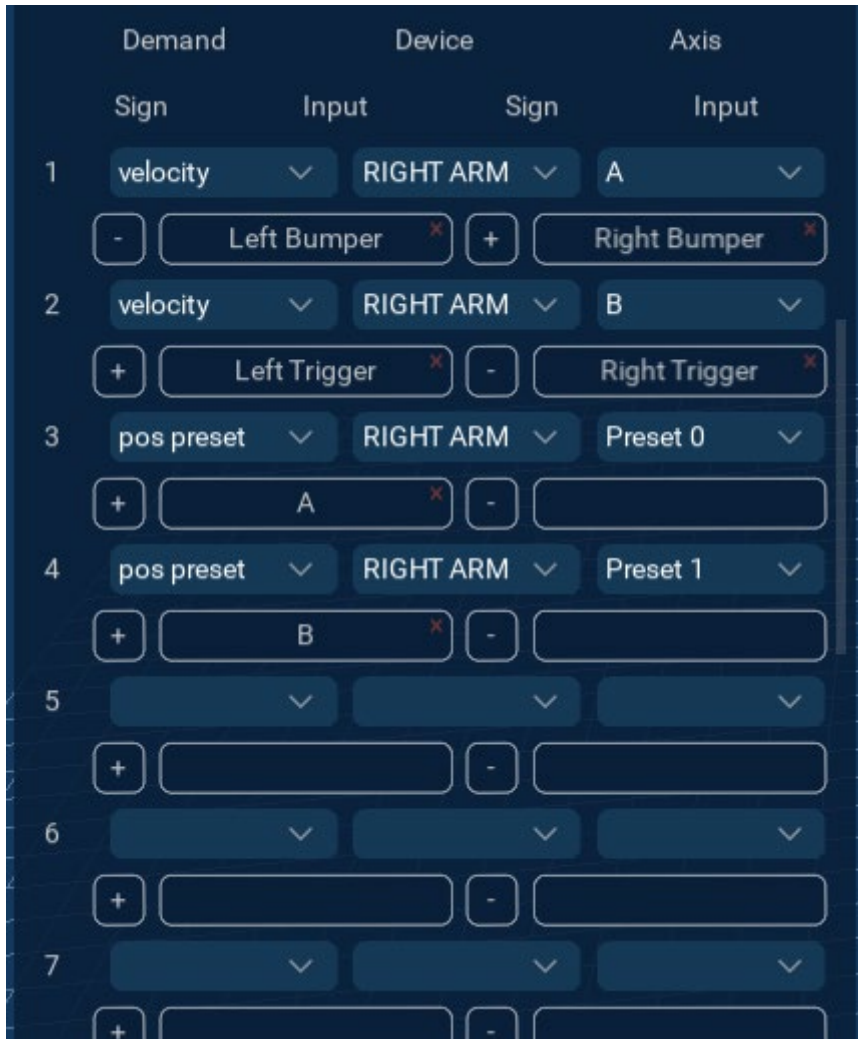 Demand Device Axis
Sign Input Sign Input
1 velocity RIGHT ARM A
- Left Bumper x + Right Bumper x
2 velocity RIGHT ARM B
+ Left Trigger x - Right Trigger x
3 pos preset RIGHT ARM Preset 0
+ A x -
4 pos preset RIGHT ARM Preset 1
+ B x -
5
+ -
6
+ -
7
+ -